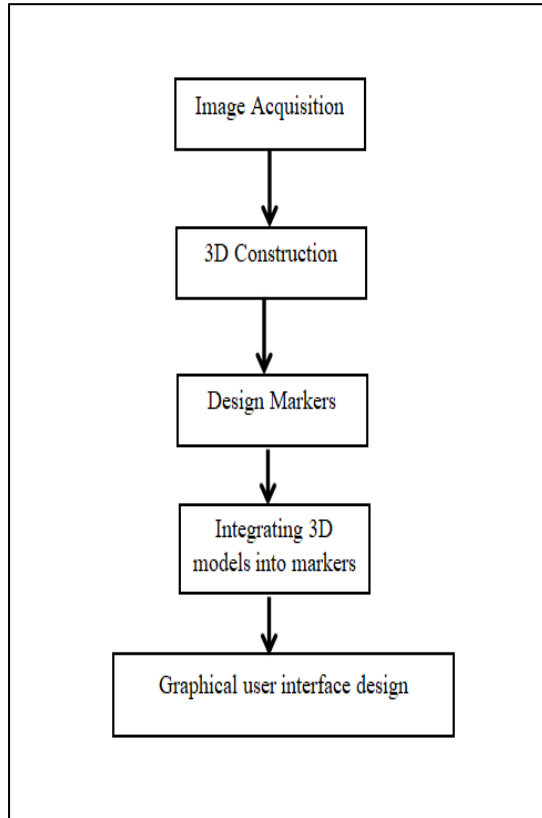 Image Acquisition
3D Construction
Design Markers
Integrating 3D
models into markers
Graphical user interface design